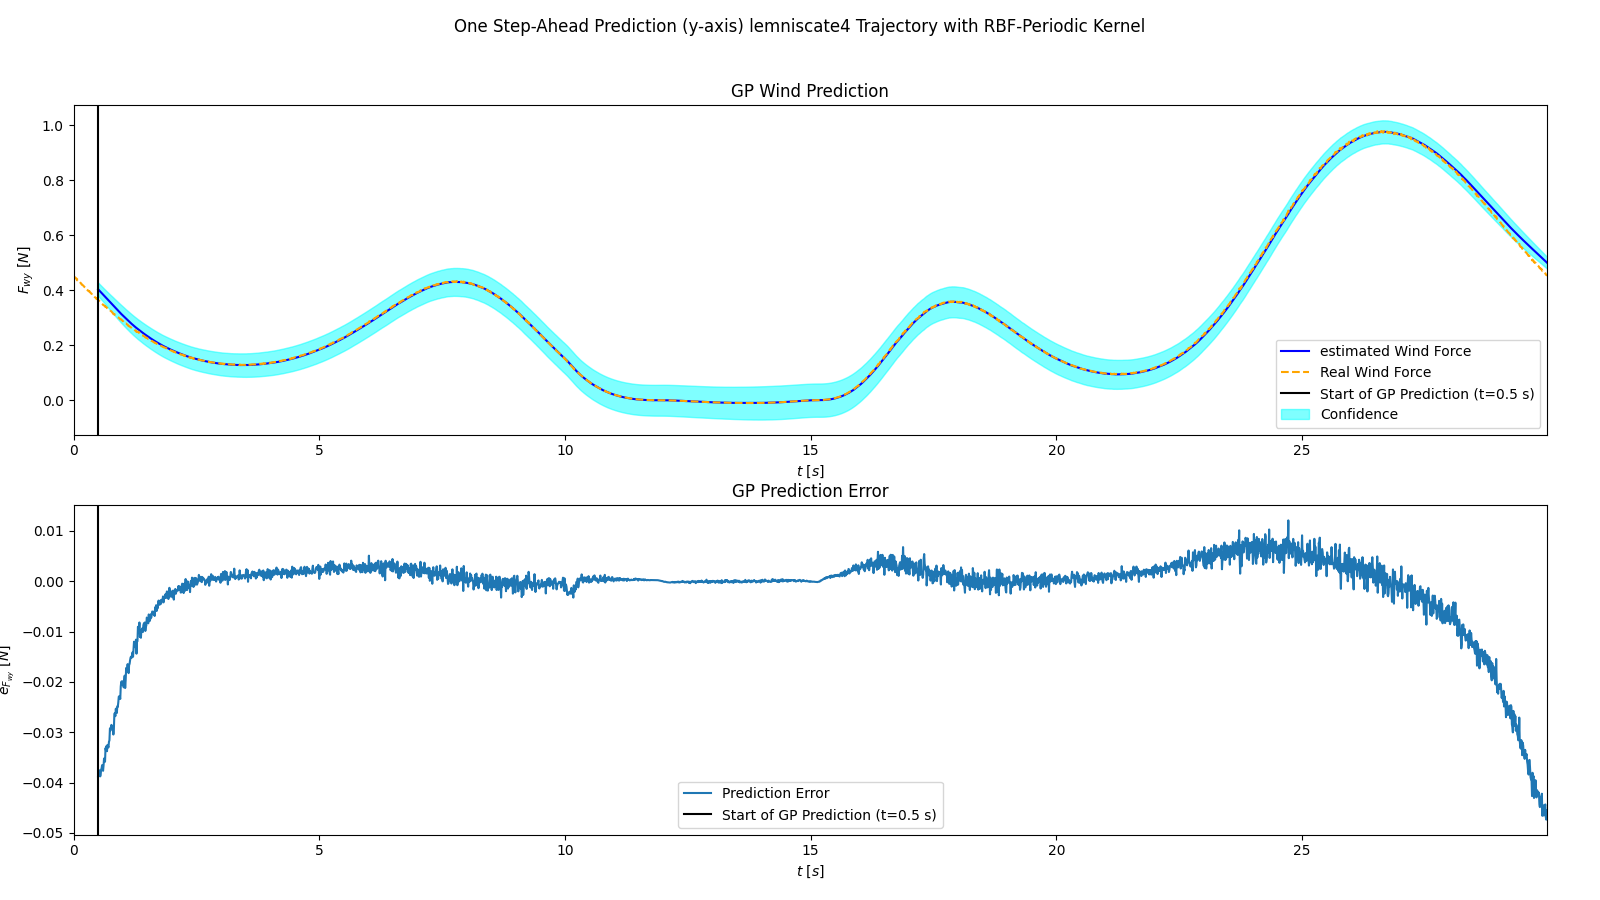 One Step-Ahead Prediction (y-axis) lemniscate4 Trajectory with RBF-Periodic Kernel
GP Wind Prediction
1.0
0.8
0.6
0.4
0.2
0.0
F_wy [N]
estimated Wind Force
Real Wind Force
Start of GP Prediction (t=0.5 s)
Confidence
0 5 10 15 20 25
t [s]
GP Prediction Error
0.01
0.00
−0.01
−0.02
−0.03
−0.04
−0.05
e_F_wy [N]
Prediction Error
Start of GP Prediction (t=0.5 s)
0 5 10 15 20 25
t [s]